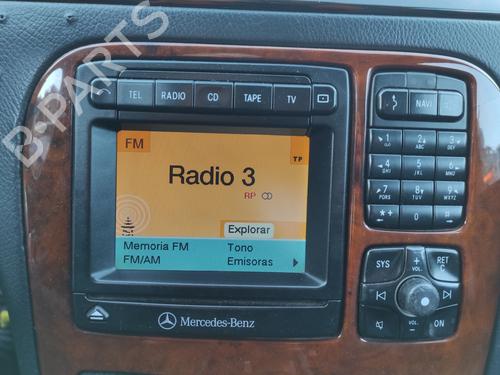 B-PARTS
TEL RADIO CD TAPE TV
NAVI
FM
TP
Radio 3
RP
Explorar
Memoria FM Tono
FM/AM Emisoras
1 2 ABC 3 DEF
4 GHI 5 JKL 6 MNO
7 PRS 8 TUV 9 WXY
* 0 #
SYS + VOL. RET C
VOL. - ON
Mercedes-Benz